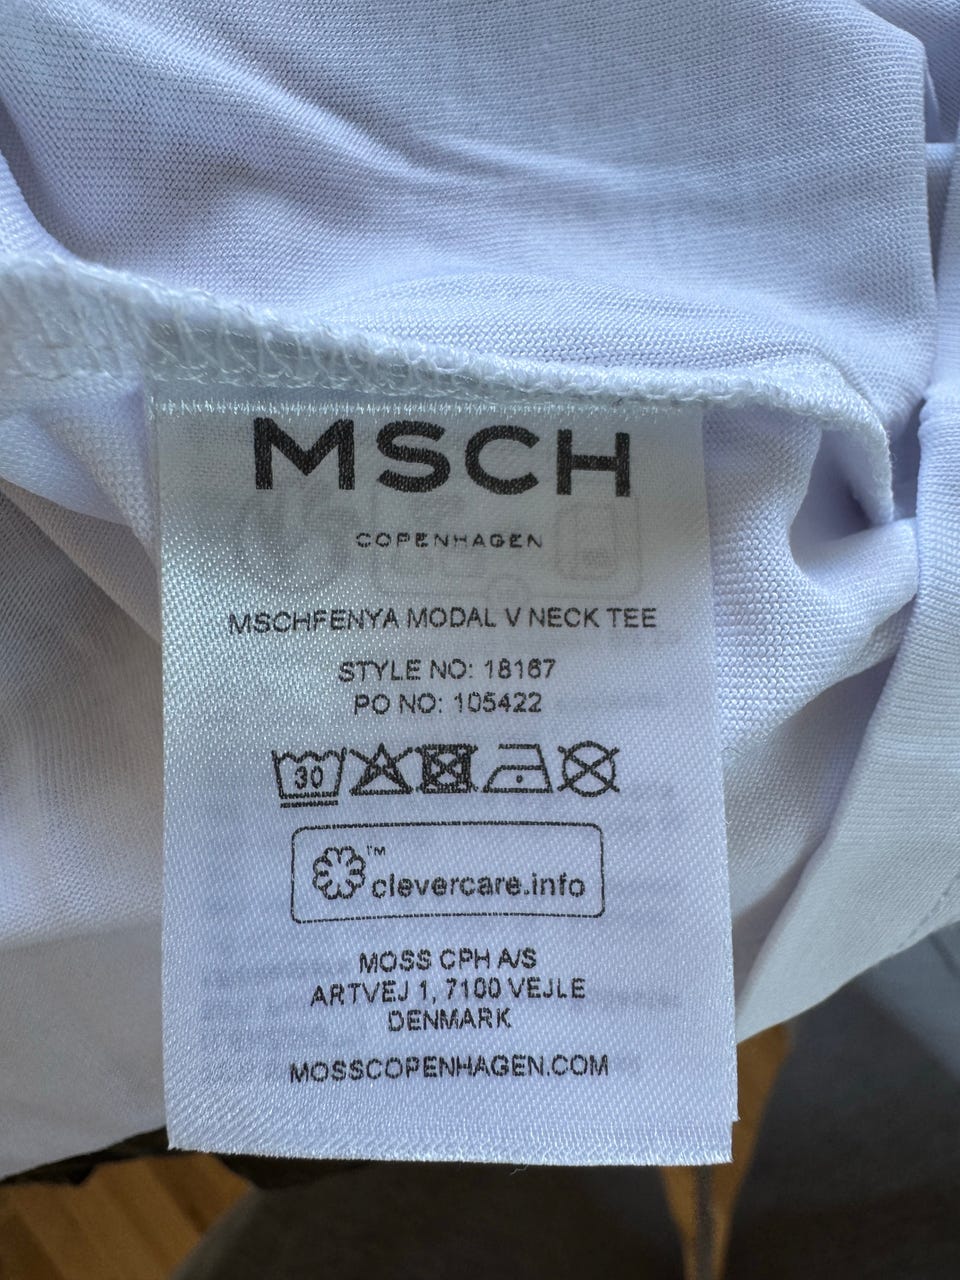 MSCH
COPENHAGEN
MSCHFENYA MODAL V NECK TEE
STYLE NO: 18167
PO NO: 105422
30
™
clevercare.info
MOSS CPH A/S
ARTVEJ 1, 7100 VEJLE
DENMARK
MOSSCOPENHAGEN.COM